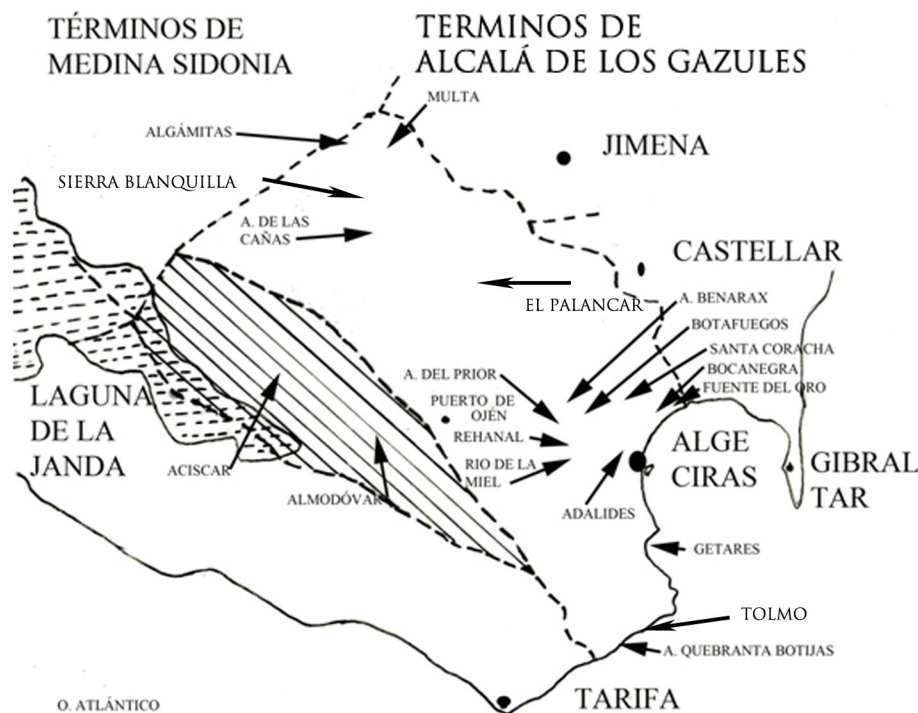 TÉRMINOS DE
MEDINA SIDONIA
TERMINOS DE
ALCALÁ DE LOS GAZULES
MULTA
ALGÁMITAS
JIMENA
SIERRA BLANQUILLA
A. DE LAS
CAÑAS
CASTELLAR
EL PALANCAR
A. BENARAX
BOTAFUEGOS
SANTA CORACHA
BOCANEGRA
FUENTE DEL ORO
A. DEL PRIOR
PUERTO DE
OJÉN
REHANAL
RIO DE LA
MIEL
LAGUNA
DE LA
JANDA
ACISCAR
ALMODÓVAR
ALGE
CIRAS
GIBRAL
TAR
ADALIDES
GETARES
TOLMO
A. QUEBRANTA BOTIJAS
TARIFA
O. ATLÁNTICO